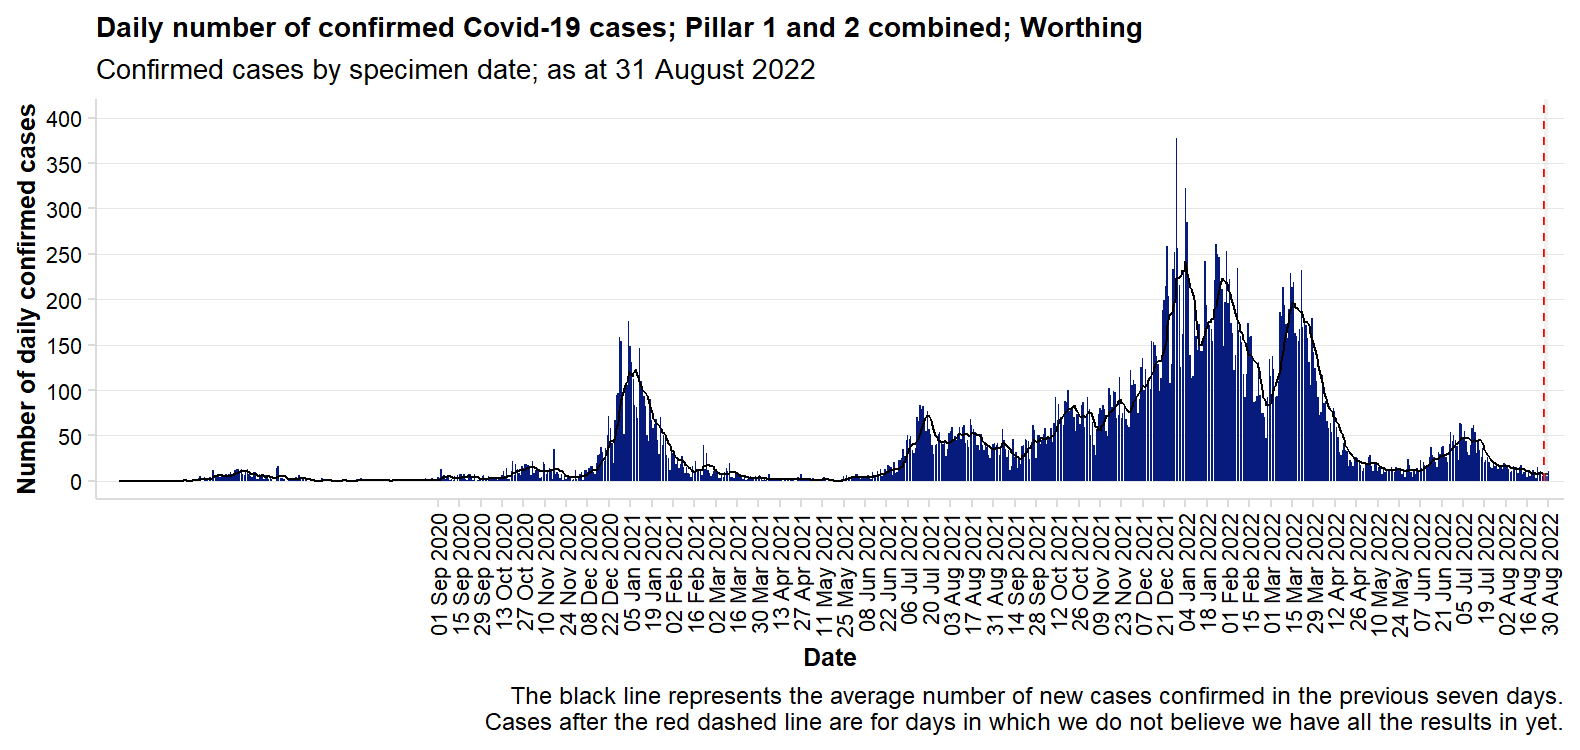 Daily number of confirmed Covid-19 cases; Pillar 1 and 2 combined; Worthing
Confirmed cases by specimen date; as at 31 August 2022
Number of daily confirmed cases
400
350
300
250
200
150
100
50
0
01 Sep 2020
15 Sep 2020
29 Sep 2020
13 Oct 2020
27 Oct 2020
10 Nov 2020
24 Nov 2020
08 Dec 2020
22 Dec 2020
05 Jan 2021
19 Jan 2021
02 Feb 2021
16 Feb 2021
02 Mar 2021
16 Mar 2021
30 Mar 2021
13 Apr 2021
27 Apr 2021
11 May 2021
25 May 2021
08 Jun 2021
22 Jun 2021
06 Jul 2021
20 Jul 2021
03 Aug 2021
17 Aug 2021
31 Aug 2021
14 Sep 2021
28 Sep 2021
12 Oct 2021
26 Oct 2021
09 Nov 2021
23 Nov 2021
07 Dec 2021
21 Dec 2021
04 Jan 2022
18 Jan 2022
01 Feb 2022
15 Feb 2022
01 Mar 2022
15 Mar 2022
29 Mar 2022
12 Apr 2022
26 Apr 2022
10 May 2022
24 May 2022
07 Jun 2022
21 Jun 2022
05 Jul 2022
19 Jul 2022
02 Aug 2022
16 Aug 2022
30 Aug 2022
Date
The black line represents the average number of new cases confirmed in the previous seven days.
Cases after the red dashed line are for days in which we do not believe we have all the results in yet.